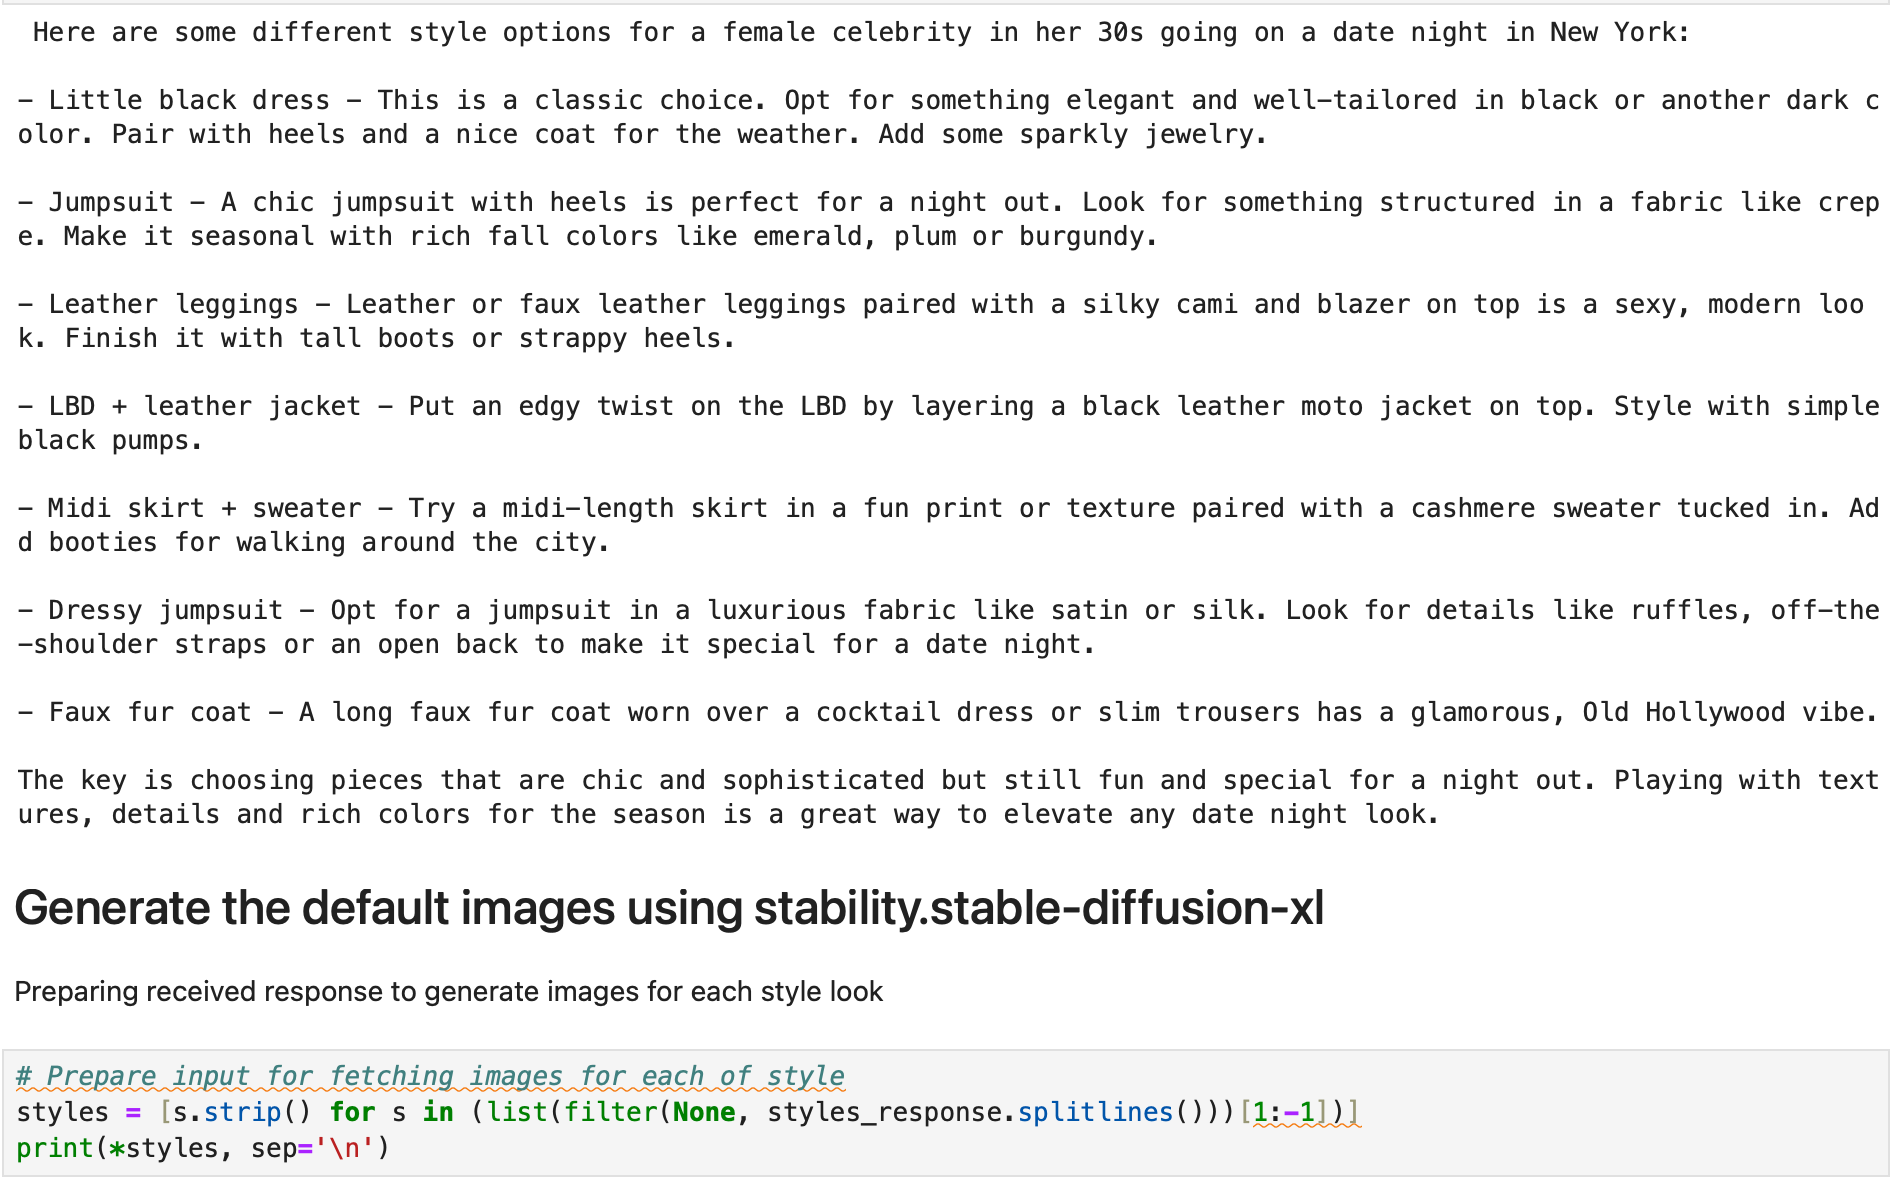 Here are some different style options for a female celebrity in her 30s going on a date night in New York:
– Little black dress – This is a classic choice. Opt for something elegant and well-tailored in black or another dark c
olor. Pair with heels and a nice coat for the weather. Add some sparkly jewelry.
– Jumpsuit – A chic jumpsuit with heels is perfect for a night out. Look for something structured in a fabric like crep
e. Make it seasonal with rich fall colors like emerald, plum or burgundy.
– Leather leggings – Leather or faux leather leggings paired with a silky cami and blazer on top is a sexy, modern loo
k. Finish it with tall boots or strappy heels.
– LBD + leather jacket – Put an edgy twist on the LBD by layering a black leather moto jacket on top. Style with simple
black pumps.
– Midi skirt + sweater – Try a midi-length skirt in a fun print or texture paired with a cashmere sweater tucked in. Ad
d booties for walking around the city.
– Dressy jumpsuit – Opt for a jumpsuit in a luxurious fabric like satin or silk. Look for details like ruffles, off-the
-shoulder straps or an open back to make it special for a date night.
– Faux fur coat – A long faux fur coat worn over a cocktail dress or slim trousers has a glamorous, Old Hollywood vibe.
The key is choosing pieces that are chic and sophisticated but still fun and special for a night out. Playing with text
ures, details and rich colors for the season is a great way to elevate any date night look.
Generate the default images using stability.stable-diffusion-xl
Preparing received response to generate images for each style look
# Prepare input for fetching images for each of style
styles = [s.strip() for s in (list(filter(None, styles_response.splitlines()))[1:-1])]
print(*styles, sep='\n')